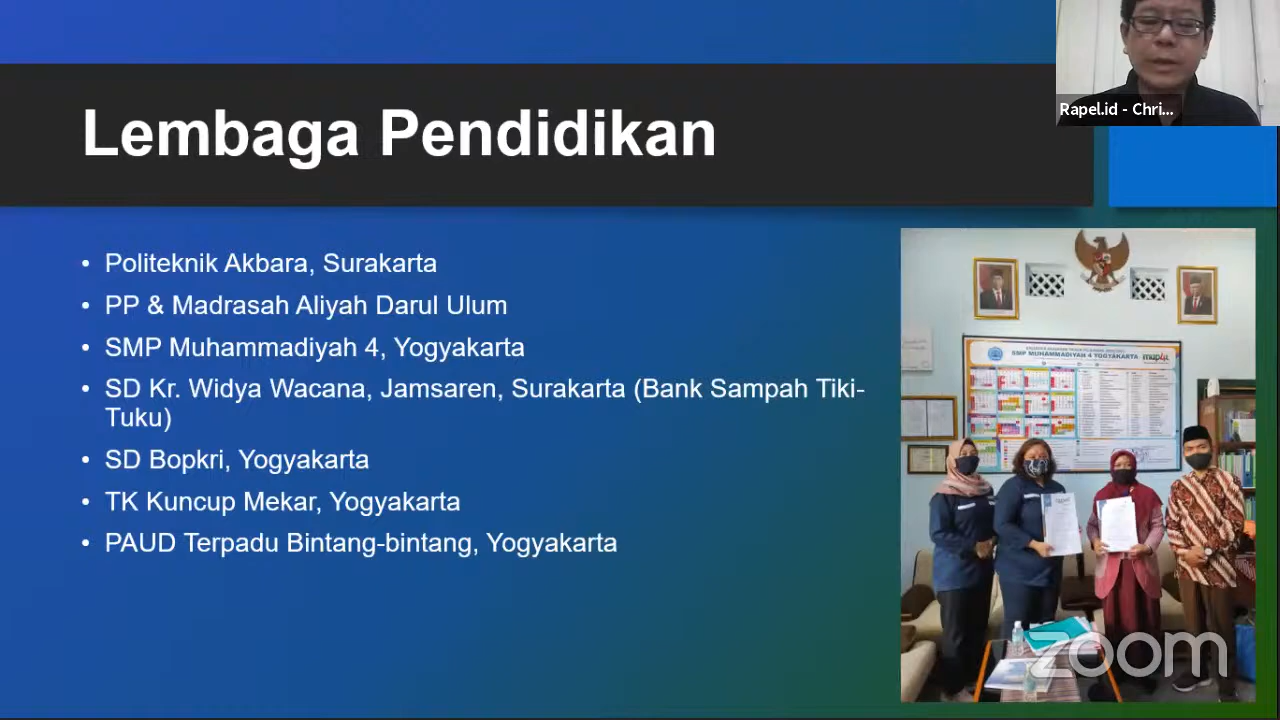 Rapel.id - Chri...
Lembaga Pendidikan
• Politeknik Akbara, Surakarta
• PP & Madrasah Aliyah Darul Ulum
• SMP Muhammadiyah 4, Yogyakarta
• SD Kr. Widya Wacana, Jamsaren, Surakarta (Bank Sampah Tiki-
Tuku)
• SD Bopkri, Yogyakarta
• TK Kuncup Mekar, Yogyakarta
• PAUD Terpadu Bintang-bintang, Yogyakarta
SMP MUHAMMADIYAH 4 YOGYAKARTA
zoom